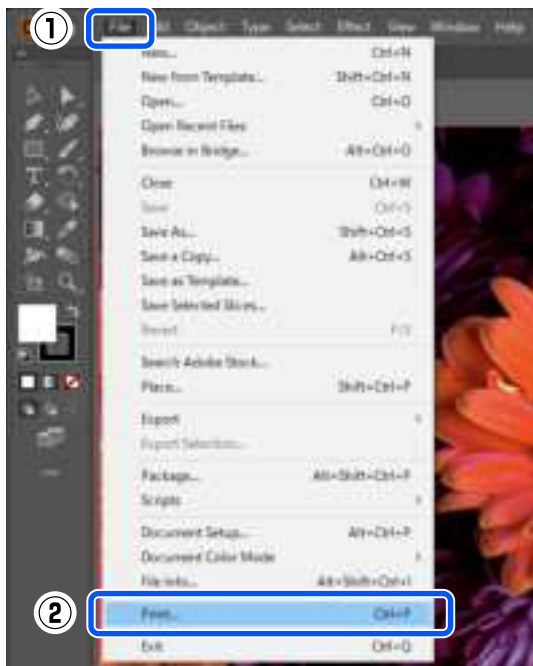 ①
File Edit Object Type Select Effect View Window Help
New... Ctrl+N
New from Template... Shift+Ctrl+N
Open... Ctrl+O
Open Recent Files
Browse in Bridge... Alt+Ctrl+O
Close Ctrl+W
Save Ctrl+S
Save As... Shift+Ctrl+S
Save a Copy... Alt+Ctrl+S
Save as Template...
Save Selected Slices...
Revert F12
Search Adobe Stock...
Place... Shift+Ctrl+P
Export
Export Selection...
Package... Alt+Shift+Ctrl+P
Scripts
Document Setup... Alt+Ctrl+P
Document Color Mode
File Info... Alt+Shift+Ctrl+I
②
Print... Ctrl+P
Exit Ctrl+Q